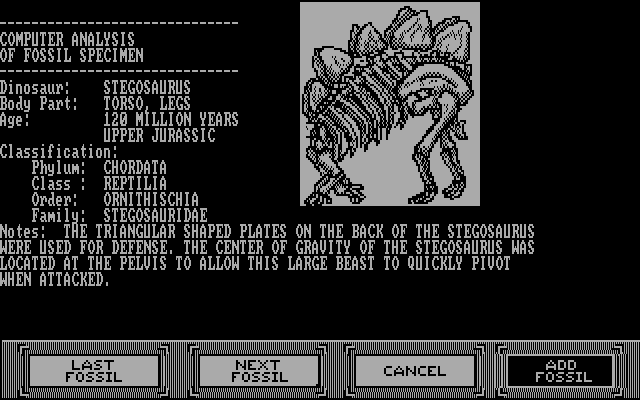 COMPUTER ANALYSIS
OF FOSSIL SPECIMEN
Dinosaur: STEGOSAURUS
Body Part: TORSO, LEGS
Age: 120 MILLION YEARS
UPPER JURASSIC
Classification:
Phylum: CHORDATA
Class : REPTILIA
Order: ORNITHISCHIA
Family: STEGOSAURIDAE
Notes: THE TRIANGULAR SHAPED PLATES ON THE BACK OF THE STEGOSAURUS
WERE USED FOR DEFENSE. THE CENTER OF GRAVITY OF THE STEGOSAURUS WAS
LOCATED AT THE PELVIS TO ALLOW THIS LARGE BEAST TO QUICKLY PIVOT
WHEN ATTACKED.
LAST
FOSSIL
NEXT
FOSSIL
CANCEL
ADD
FOSSIL